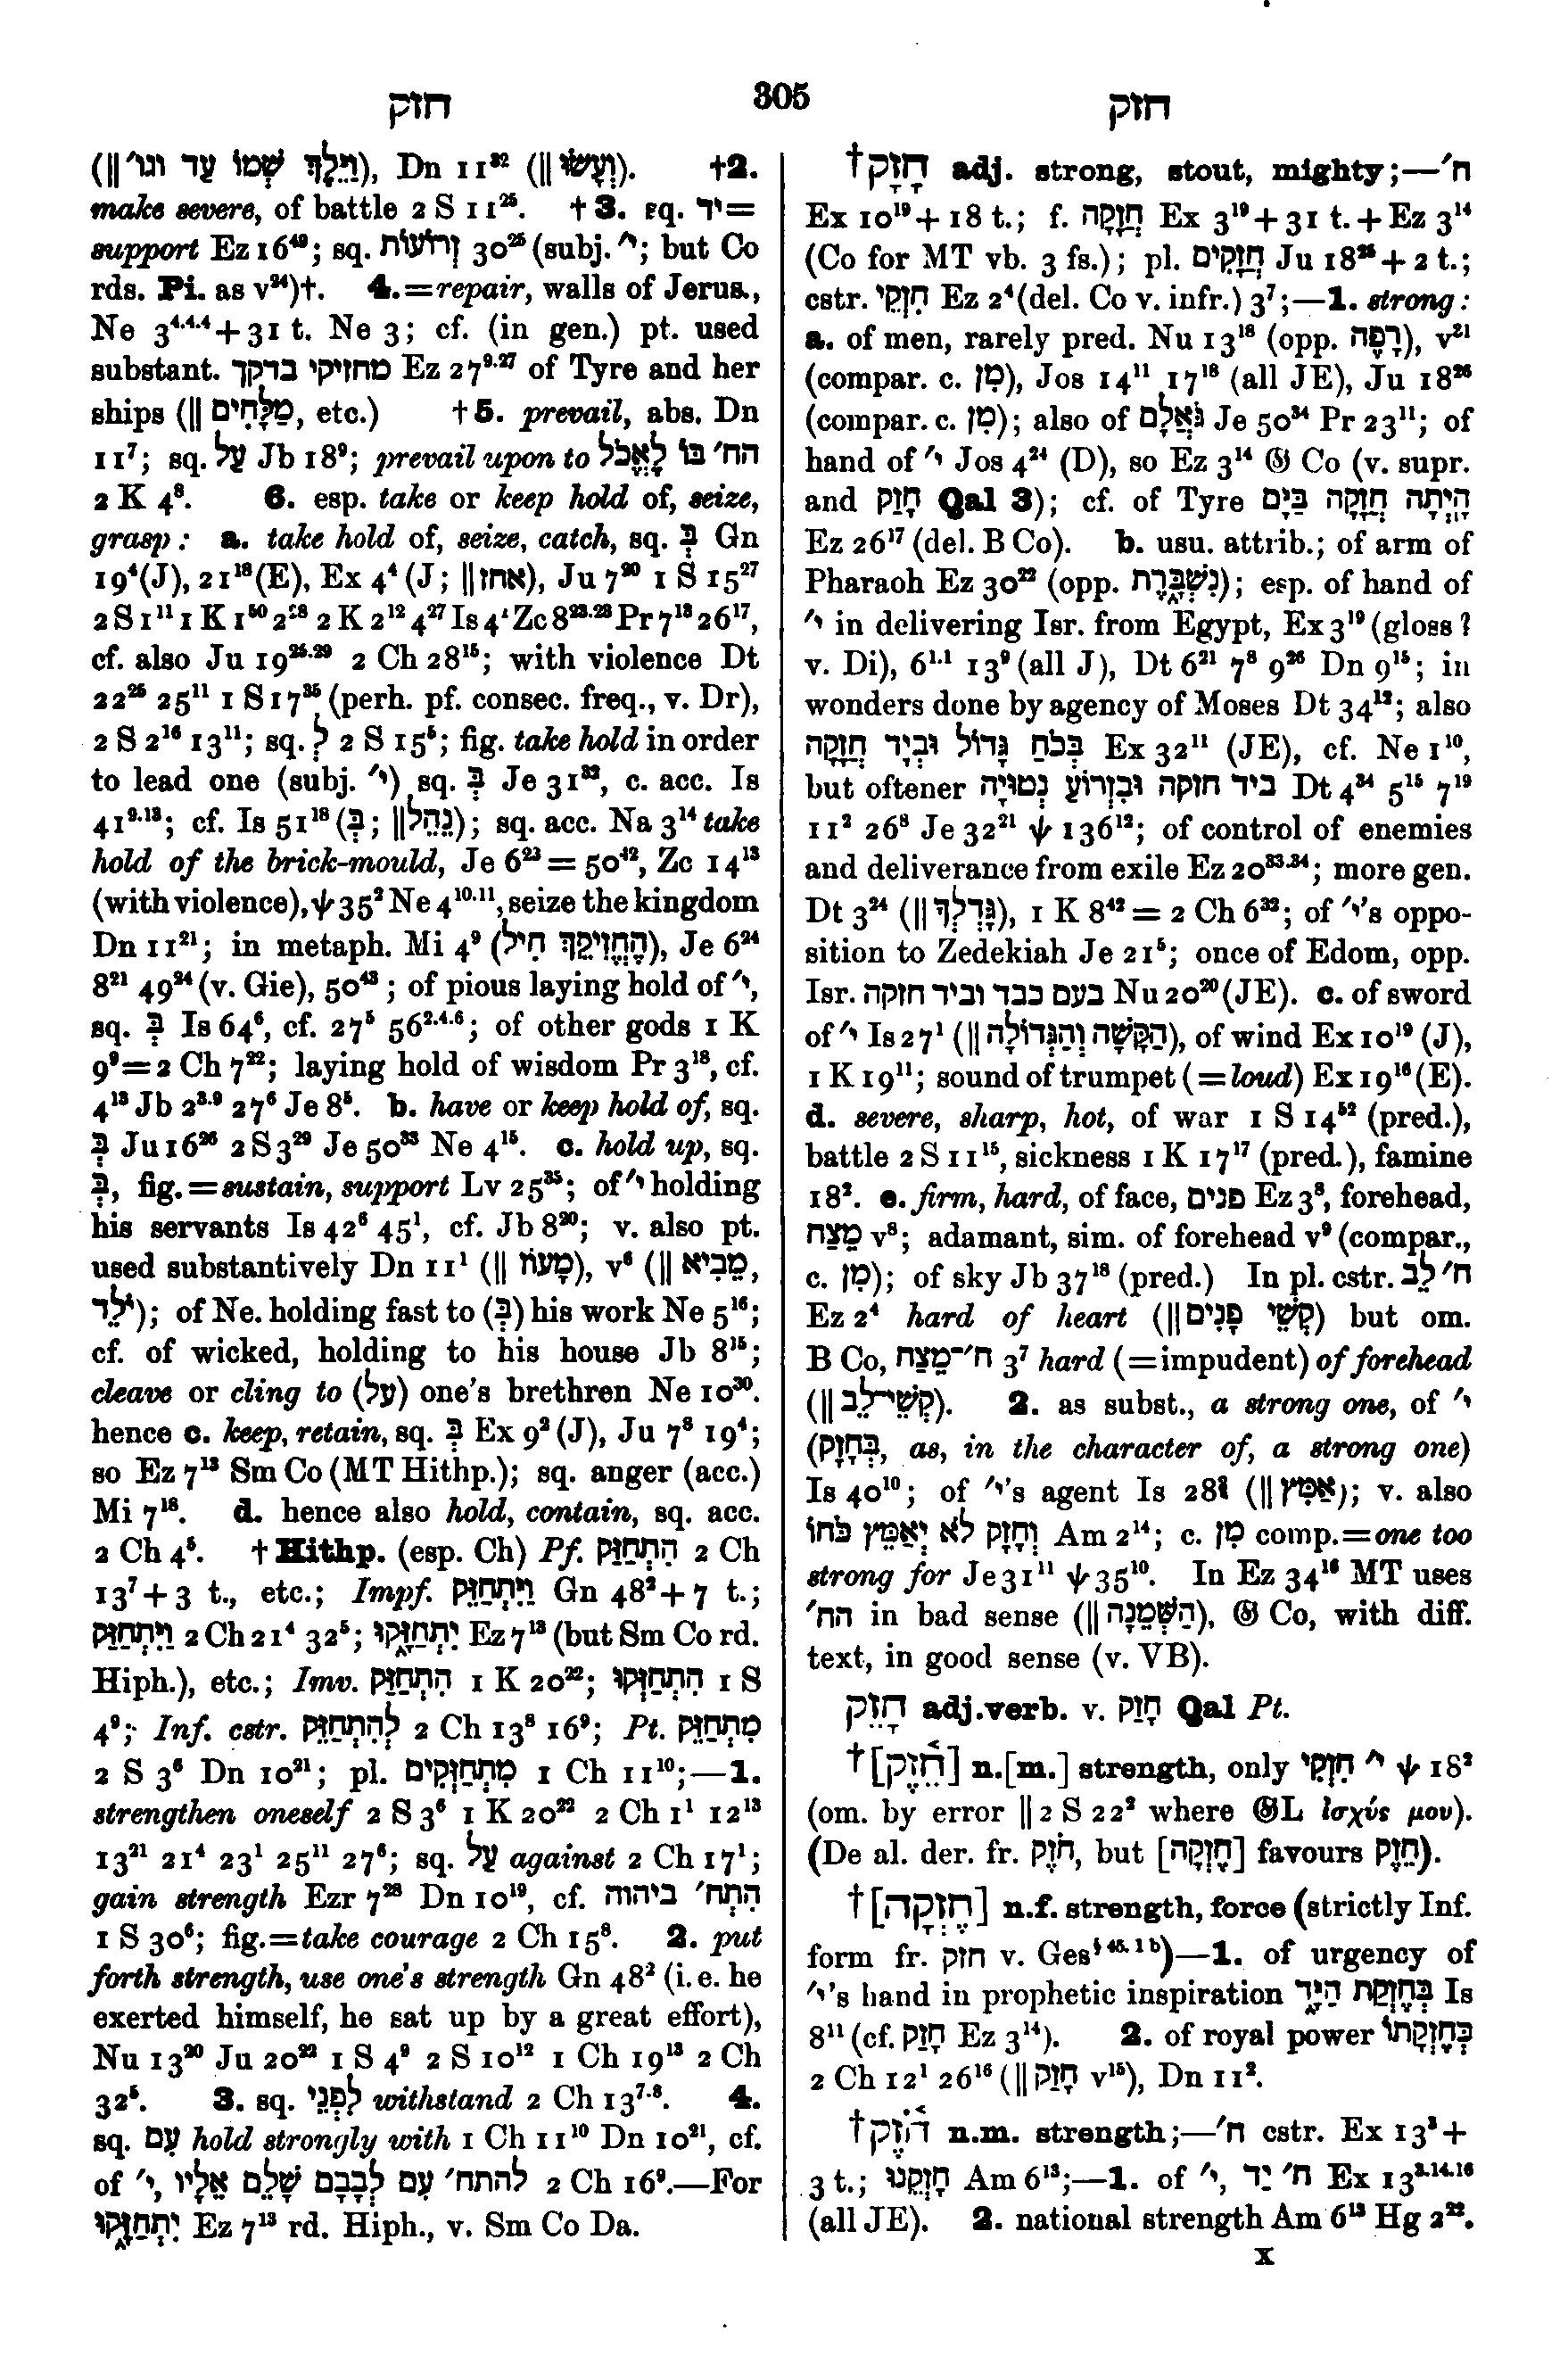 חזק 305 חזק
(‖ וַיֵּלֶךְ שְׁמוֹ עַד וגו׳), Dn 11³² (‖ וְעָשׂוּ). †2.
make severe, of battle 2 S 11²⁵. †3. sq. יד=
support Ez 16⁴⁹; sq. זְרֹעוֹת 30²⁵ (subj. י׳; but Co
rds. Pi. as v²⁴)†. 4.=repair, walls of Jerus.,
Ne 3⁴·⁴·⁴+31 t. Ne 3; cf. (in gen.) pt. used
substant. מחזיקי בדקך Ez 27⁹·²⁷ of Tyre and her
ships (‖ מַלָּחִים, etc.) †5. prevail, abs. Dn
11⁷; sq. עַל Jb 18⁹; prevail upon to הח׳ בּוֹ לֶאֱכֹל
2 K 4⁸. 6. esp. take or keep hold of, seize,
grasp: a. take hold of, seize, catch, sq. בְּ Gn
19⁴(J), 21¹⁸(E), Ex 4⁴ (J; ‖אחז), Ju 7²⁰ 1 S 15²⁷
2 S 1¹¹ 1 K 1⁵⁰ 2²⁸ 2 K 2¹² 4²⁷ Is 4¹ Zc 8²³·²³ Pr 7¹³ 26¹⁷,
cf. also Ju 19²⁵·²⁹ 2 Ch 28¹⁵; with violence Dt
22²⁵ 25¹¹ 1 S 17³⁵ (perh. pf. consec. freq., v. Dr),
2 S 2¹⁶ 13¹¹; sq. לְ 2 S 15⁵; fig. take hold in order
to lead one (subj. י׳) sq. בְּ Je 31³², c. acc. Is
41⁹·¹³; cf. Is 51¹⁸ (בְּ; ‖נִהֵל); sq. acc. Na 3¹⁴ take
hold of the brick-mould, Je 6²³=50⁴², Zc 14¹³
(with violence), ψ 35² Ne 4¹⁰·¹¹, seize the kingdom
Dn 11²¹; in metaph. Mi 4⁹ (הֶחֱזִיקֵךְ חִיל), Je 6²⁴
8²¹ 49²⁴ (v. Gie), 50⁴³; of pious laying hold of י׳,
sq. בְּ Is 64⁶, cf. 27⁵ 56²·⁴·⁶; of other gods 1 K
9⁹=2 Ch 7²²; laying hold of wisdom Pr 3¹⁸, cf.
4¹³ Jb 2³·⁹ 27⁶ Je 8⁵. b. have or keep hold of, sq.
בְּ Ju 16²⁶ 2 S 3²⁹ Je 50³³ Ne 4¹⁵. c. hold up, sq.
בְּ, fig.=sustain, support Lv 25³⁵; of י׳ holding
his servants Is 42⁶ 45¹, cf. Jb 8²⁰; v. also pt.
used substantively Dn 11¹ (‖ מָעוֹז), v⁶ (‖ מֵבִיא,
יֹלֵד); of Ne. holding fast to (בְּ) his work Ne 5¹⁶;
cf. of wicked, holding to his house Jb 8¹⁵;
cleave or cling to (עַל) one's brethren Ne 10³⁰.
hence c. keep, retain, sq. בְּ Ex 9² (J), Ju 7⁸ 19⁴;
so Ez 7¹³ Sm Co (MT Hithp.); sq. anger (acc.)
Mi 7¹⁸. d. hence also hold, contain, sq. acc.
2 Ch 4⁵. †Hithp. (esp. Ch) Pf. הִתְחַזַּק 2 Ch
13⁷+3 t., etc.; Impf. וַיִּתְחַזֵּק Gn 48²+7 t.;
וַיִּתְחַזַּק 2 Ch 21⁴ 32⁵; יִתְחַזָּקוּ Ez 7¹³ (but Sm Co rd.
Hiph.), etc.; Imv. הִתְחַזַּק 1 K 20²²; הִתְחַזְּקוּ 1 S
4⁹; Inf. cstr. לְהִתְחַזֵּק 2 Ch 13⁸ 16⁹; Pt. מִתְחַזֵּק
2 S 3⁶ Dn 10²¹; pl. מִתְחַזְּקִים 1 Ch 11¹⁰;—1.
strengthen oneself 2 S 3⁶ 1 K 20²² 2 Ch 1¹ 12¹³
13²¹ 21⁴ 23¹ 25¹¹ 27⁶; sq. עַל against 2 Ch 17¹;
gain strength Ezr 7²⁸ Dn 10¹⁹, cf. הִתְח׳ ביהוה
1 S 30⁶; fig.=take courage 2 Ch 15⁸. 2. put
forth strength, use one's strength Gn 48² (i.e. he
exerted himself, he sat up by a great effort),
Nu 13²⁰ Ju 20²² 1 S 4⁹ 2 S 10¹² 1 Ch 19¹³ 2 Ch
32⁵. 3. sq. לִפְנֵי withstand 2 Ch 13⁷·⁸. 4.
sq. עִם hold strongly with 1 Ch 11¹⁰ Dn 10²¹, cf.
of י׳, להתח׳ עִם לְבָבָם שָׁלֵם אֵלָיו 2 Ch 16⁹.—For
יִתְחַזָּקוּ Ez 7¹³ rd. Hiph., v. Sm Co Da.
†חָזָק adj. strong, stout, mighty;—ח׳
Ex 10¹⁹+18 t.; f. חֲזָקָה Ex 3¹⁹+31 t.+Ez 3¹⁴
(Co for MT vb. 3 fs.); pl. חֲזָקִים Ju 18²⁶+2 t.;
cstr. חִזְקֵי Ez 2⁴ (del. Co v. infr.) 3⁷;—1. strong:
a. of men, rarely pred. Nu 13¹⁸ (opp. רָפֶה), v²¹
(compar. c. מִן), Jos 14¹¹ 17¹⁸ (all JE), Ju 18²⁶
(compar. c. מִן); also of גֹּאֲלָם Je 50³⁴ Pr 23¹¹; of
hand of י׳ Jos 4²⁴ (D), so Ez 3¹⁴ 𝔊 Co (v. supr.
and חָזַק Qal 3); cf. of Tyre הָיְתָה חֲזָקָה בַּיָּם
Ez 26¹⁷ (del. B Co). b. usu. attrib.; of arm of
Pharaoh Ez 30²² (opp. נִשְׁבָּרֶת); esp. of hand of
י׳ in delivering Isr. from Egypt, Ex 3¹⁹ (gloss?
v. Di), 6¹·¹ 13⁹ (all J), Dt 6²¹ 7⁸ 9²⁶ Dn 9¹⁵; in
wonders done by agency of Moses Dt 34¹²; also
בְּכֹחַ גָּדוֹל וּבְיָד חֲזָקָה Ex 32¹¹ (JE), cf. Ne 1¹⁰,
but oftener ביד חזקה וּבִזְרוֹעַ נְטוּיָה Dt 4³⁴ 5¹⁵ 7¹⁹
11² 26⁸ Je 32²¹ ψ 136¹²; of control of enemies
and deliverance from exile Ez 20³³·³⁴; more gen.
Dt 3²⁴ (‖גָּדְלְךָ), 1 K 8⁴²=2 Ch 6³²; of י׳'s oppo-
sition to Zedekiah Je 21⁵; once of Edom, opp.
Isr. בעם כבד וביד חזקה Nu 20²⁰ (JE). c. of sword
of י׳ Is 27¹ (‖ הַקָּשָׁה וְהַגְּדוֹלָה), of wind Ex 10¹⁹ (J),
1 K 19¹¹; sound of trumpet (=loud) Ex 19¹⁶ (E).
d. severe, sharp, hot, of war 1 S 14⁵² (pred.),
battle 2 S 11¹⁵, sickness 1 K 17¹⁷ (pred.), famine
18². e. firm, hard, of face, פנים Ez 3⁸, forehead,
מֵצַח v⁸; adamant, sim. of forehead v⁹ (compar.,
c. מִן); of sky Jb 37¹⁸ (pred.) In pl. cstr. ח׳ לֵב
Ez 2⁴ hard of heart (‖קְשֵׁי פָנִים) but om.
B Co, ח׳־מֵצַח 3⁷ hard (=impudent) of forehead
(‖ קְשֵׁי־לֵב). 2. as subst., a strong one, of י׳
(בְּחָזָק, as, in the character of, a strong one)
Is 40¹⁰; of י׳'s agent Is 28² (‖אַמִּץ); v. also
וְחָזָק לֹא יְאַמֵּץ כֹּחוֹ Am 2¹⁴; c. מִן comp.=one too
strong for Je 31¹¹ ψ 35¹⁰. In Ez 34¹⁶ MT uses
הח׳ in bad sense (‖הַשְּׁמֵנָה), 𝔊 Co, with diff.
text, in good sense (v. VB).
חָזֵק adj.verb. v. חָזַק Qal Pt.
†[חֵזֶק] n.[m.] strength, only חִזְקִי י׳ ψ 18²
(om. by error ‖ 2 S 22² where 𝔊L ἰσχύς μου).
(De al. der. fr. חֹזֶק, but [חֶזְקָה] favours חֵזֶק).
†[חֶזְקָה] n.f. strength, force (strictly Inf.
form fr. חזק v. Ges§ 45. 1 b)—1. of urgency of
י׳'s hand in prophetic inspiration בְּחֶזְקַת הַיָּד Is
8¹¹ (cf. חָזַק Ez 3¹⁴). 2. of royal power בְּחֶזְקָתוֹ
2 Ch 12¹ 26¹⁶ (‖חָזַק v¹⁵), Dn 11².
†חֹזֶק n.m. strength;—ח׳ cstr. Ex 13³+
3 t.; חָזְקֵנוּ Am 6¹³;—1. of י׳, ח׳ יָד Ex 13³·¹⁴·¹⁶
(all JE). 2. national strength Am 6¹³ Hg 2²².
X